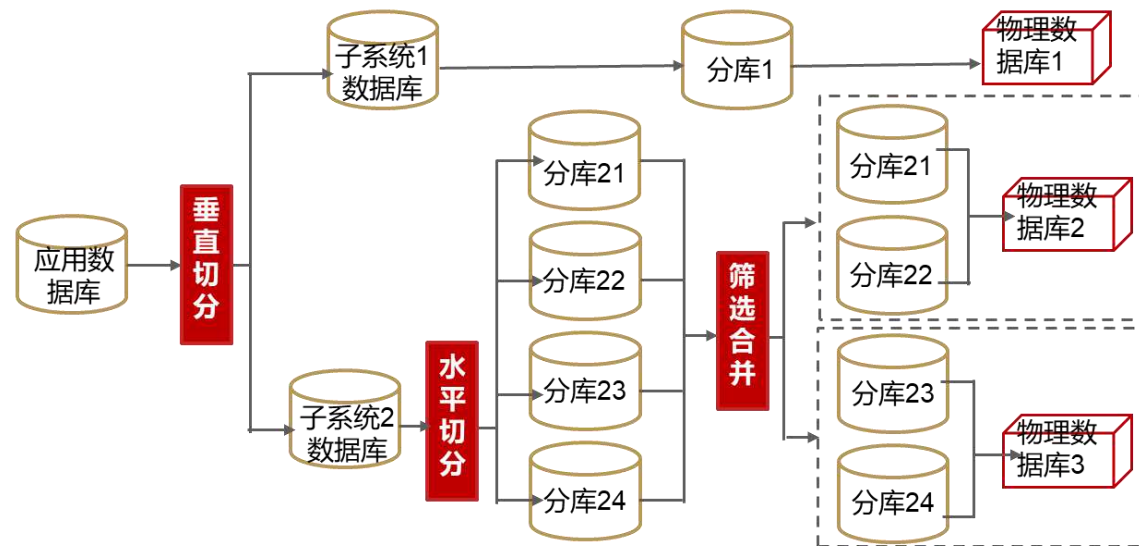 子系统1
数据库
分库1
物理数
据库1
应用数
据库
垂直切分
子系统2
数据库
水平切分
分库21
分库22
分库23
分库24
筛选合并
分库21
分库22
物理数
据库2
分库23
分库24
物理数
据库3